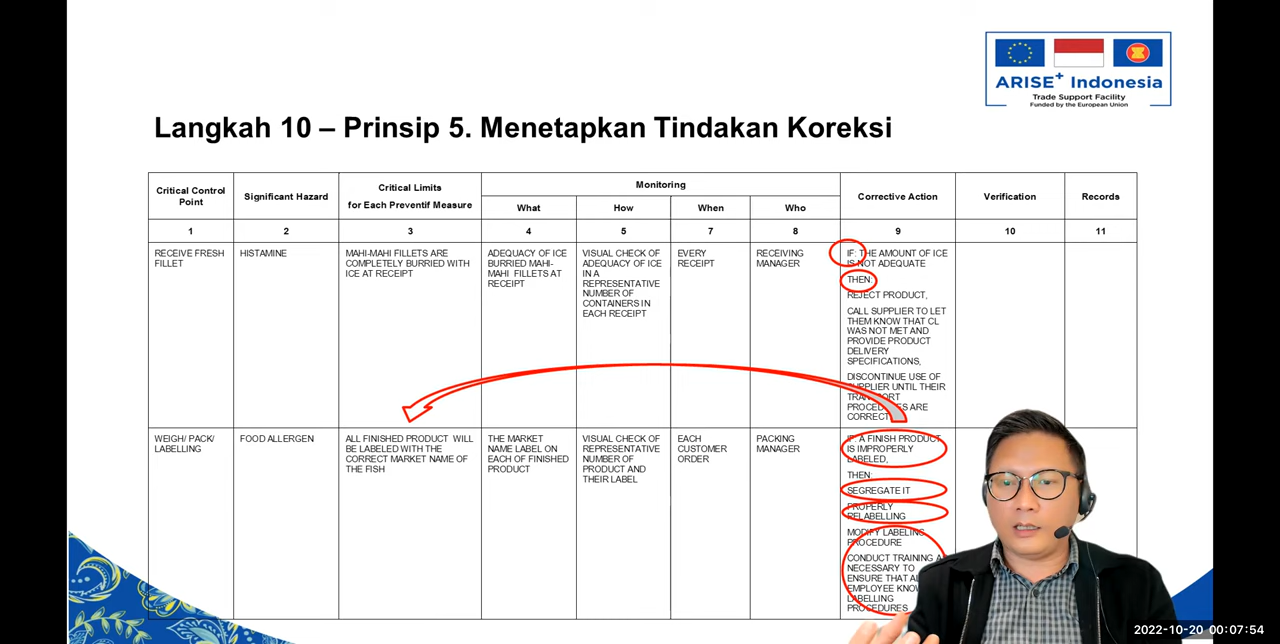 ARISE+ Indonesia
Trade Support Facility
Funded by the European Union
Langkah 10 – Prinsip 5. Menetapkan Tindakan Koreksi
Critical Control
Point
Significant Hazard
Critical Limits
for Each Preventif Measure
Monitoring
What
How
When
Who
Corrective Action
Verification
Records
1
2
3
4
5
7
8
9
10
11
RECEIVE FRESH
FILLET
HISTAMINE
MAHI-MAHI FILLETS ARE
COMPLETELY BURRIED WITH
ICE AT RECEIPT
ADEQUACY OF ICE
BURRIED MAHI-
MAHI FILLETS AT
RECEIPT
VISUAL CHECK OF
ADEQUACY OF ICE
IN A
REPRESENTATIVE
NUMBER OF
CONTAINERS IN
EACH RECEIPT
EVERY
RECEIPT
RECEIVING
MANAGER
IF: THE AMOUNT OF ICE
IS NOT ADEQUATE
THEN:
REJECT PRODUCT,
CALL SUPPLIER TO LET
THEM KNOW THAT CL
WAS NOT MET AND
PROVIDE PRODUCT
DELIVERY
SPECIFICATIONS,
DISCONTINUE USE OF
SUPPLIER UNTIL THEIR
TRANSPORT
PROCEDURES ARE
CORRECT
WEIGH/ PACK/
LABELLING
FOOD ALLERGEN
ALL FINISHED PRODUCT WILL
BE LABELED WITH THE
CORRECT MARKET NAME OF
THE FISH
THE MARKET
NAME LABEL ON
EACH OF FINISHED
PRODUCT
VISUAL CHECK OF
REPRESENTATIVE
NUMBER OF
PRODUCT AND
THEIR LABEL
EACH
CUSTOMER
ORDER
PACKING
MANAGER
IF: A FINISH PRODUCT
IS IMPROPERLY
LABELED,
THEN:
SEGREGATE IT
PROPERLY
RELABELLING
MODIFY LABELING
PROCEDURE
CONDUCT TRAINING
NECESSARY TO
ENSURE THAT
EMPLOYEE
LABELLING
PROCEDURES
2022-10-20 00:07:54